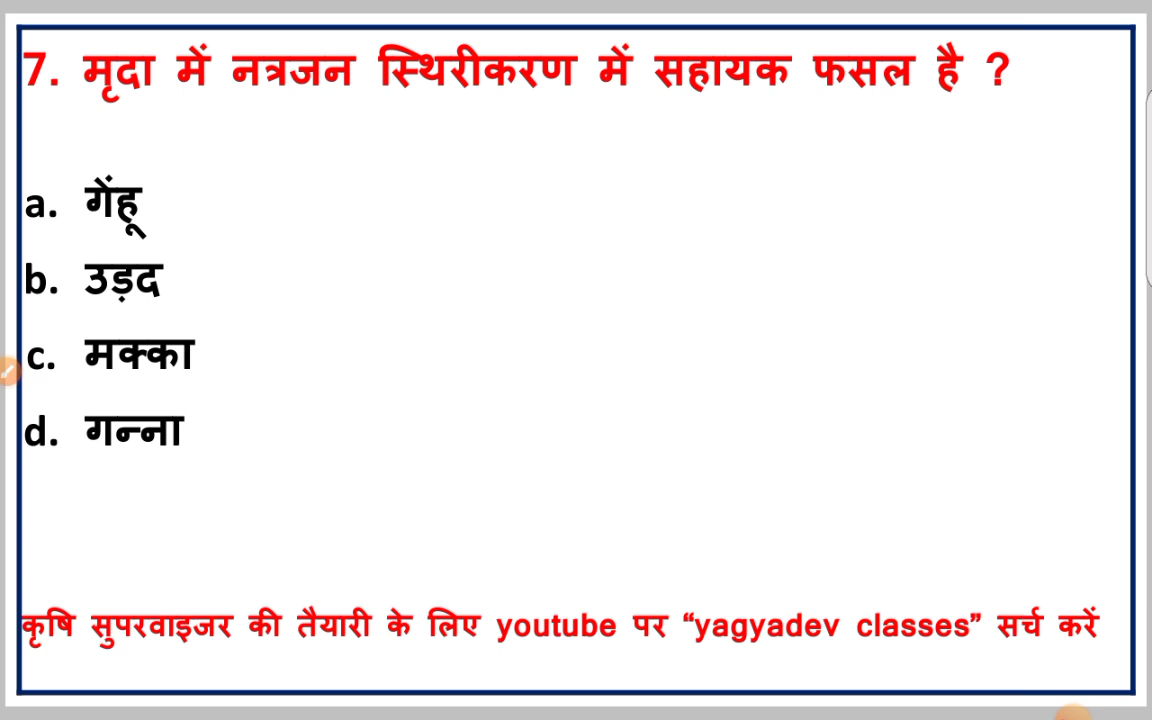 7. मृदा में नत्रजन स्थिरीकरण में सहायक फसल है ?
a. गेंहू
b. उड़द
c. मक्का
d. गन्ना
कृषि सुपरवाइजर की तैयारी के लिए youtube पर “yagyadev classes” सर्च करें